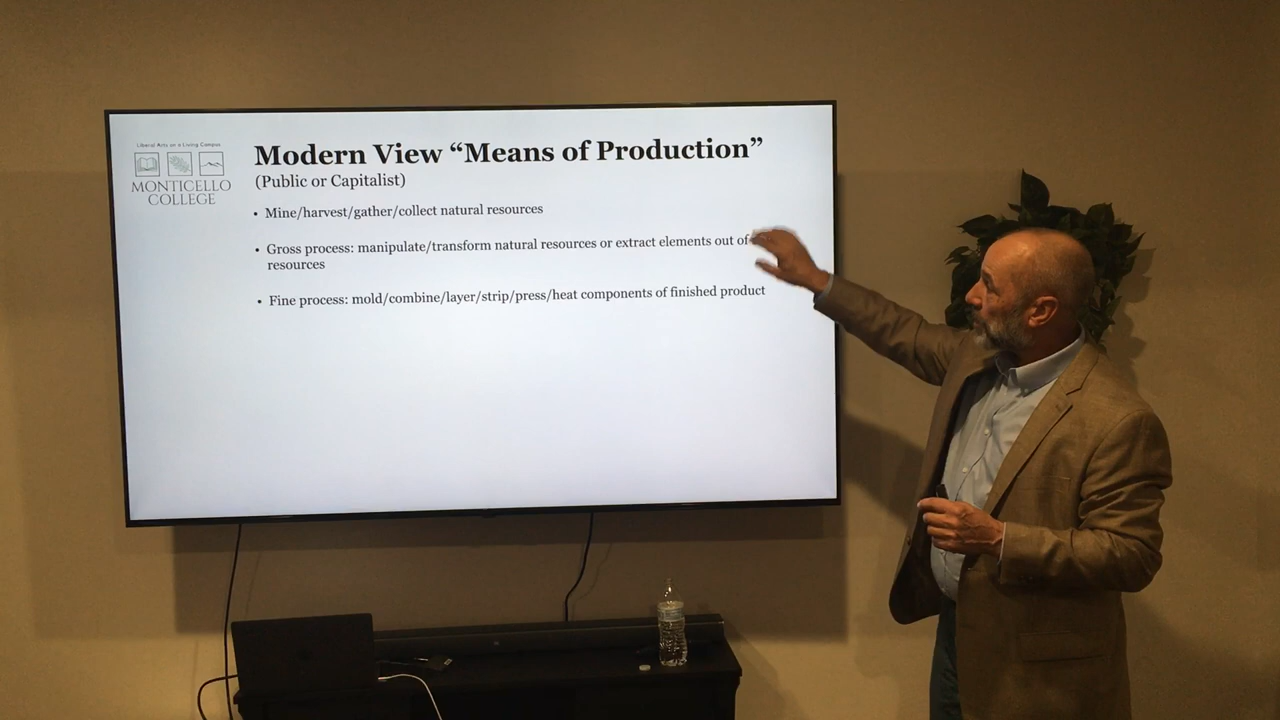 Liberal Arts on a Living Campus
MONTICELLO
COLLEGE
Modern View “Means of Production”
(Public or Capitalist)
• Mine/harvest/gather/collect natural resources
• Gross process: manipulate/transform natural resources or extract elements out of
resources
• Fine process: mold/combine/layer/strip/press/heat components of finished product